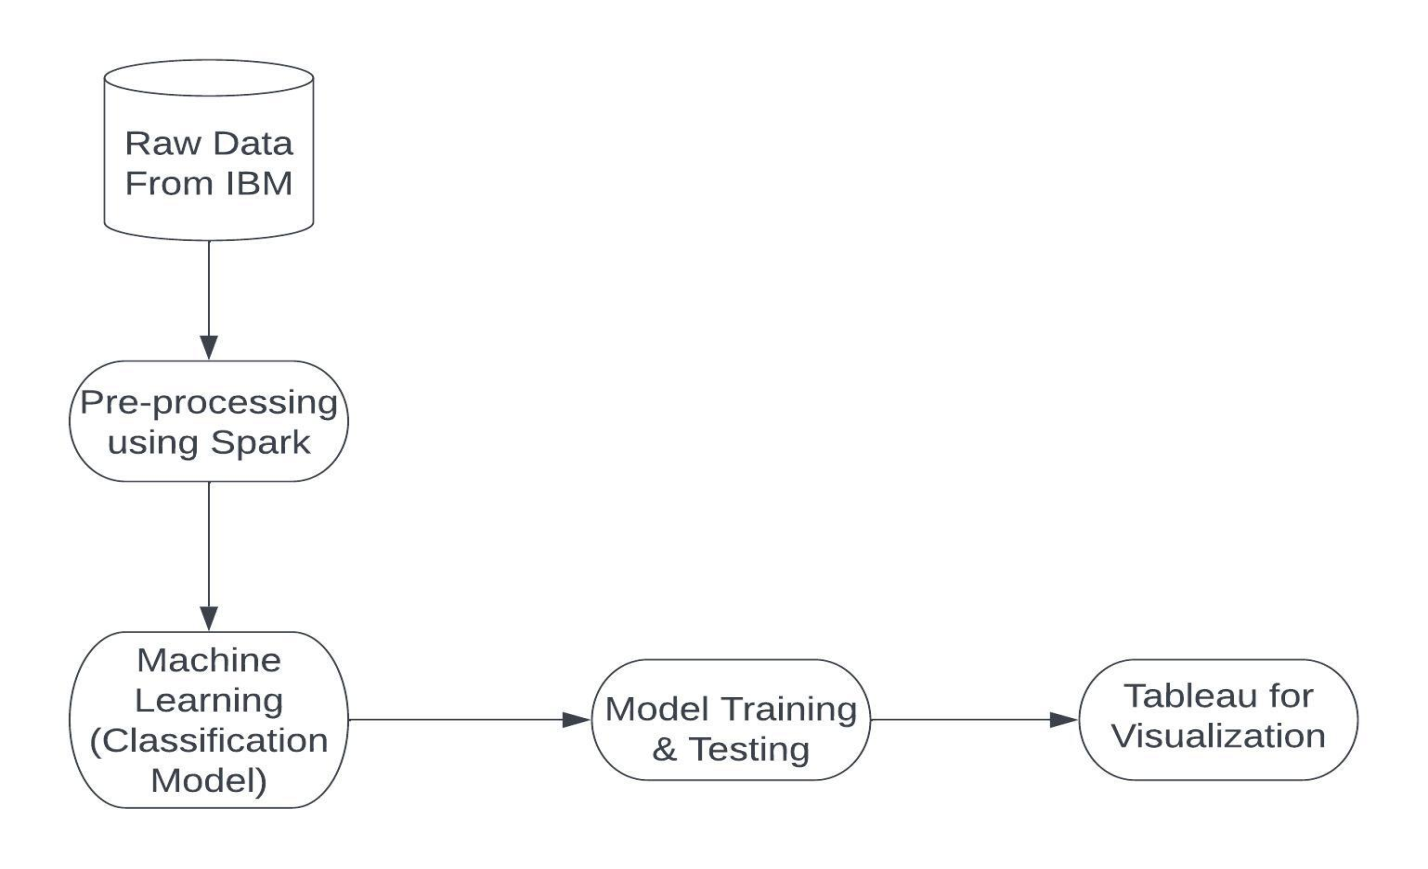 Raw Data
From IBM
Pre-processing
using Spark
Machine
Learning
(Classification
Model)
Model Training
& Testing
Tableau for
Visualization